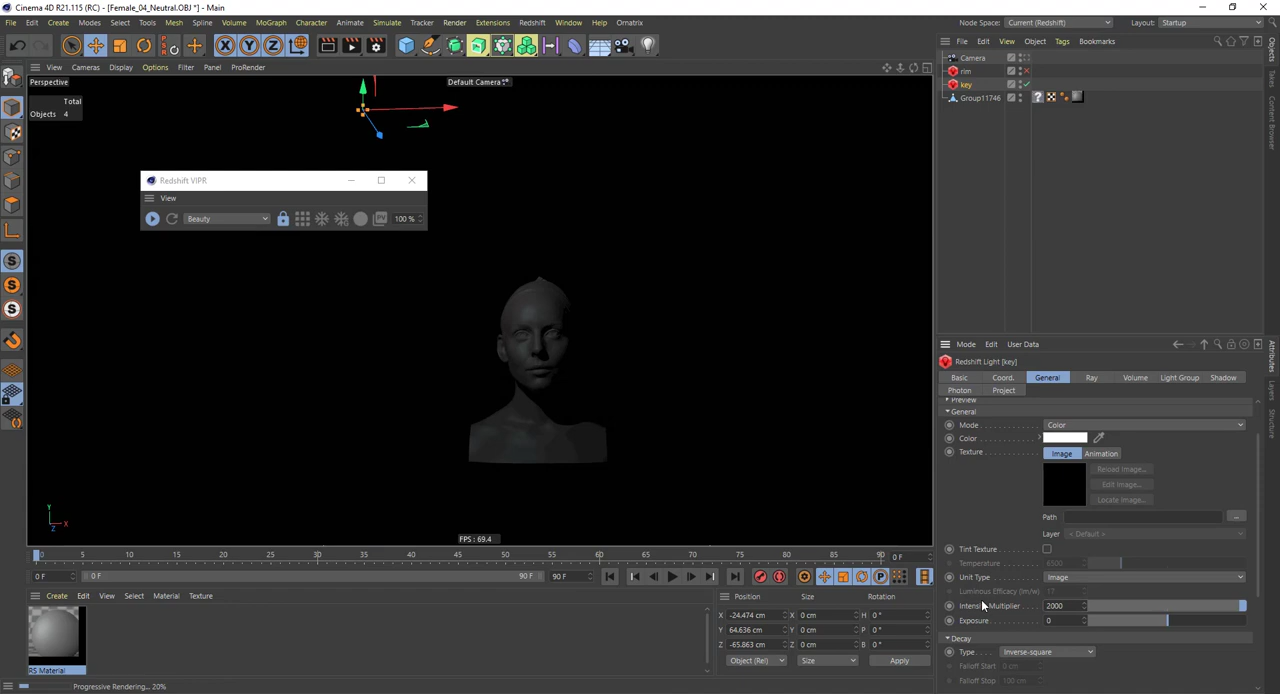 Cinema 4D R21.115 (RC) - [Female_04_Neutral.OBJ *] - Main
File Edit Create Modes Select Tools Mesh Spline Volume MoGraph Character Animate Simulate Tracker Render Extensions Redshift Window Help Ornatrix
Node Space: Current (Redshift) Layout: Startup
View Cameras Display Options Filter Panel ProRender
File Edit View Object Tags Bookmarks
Perspective
Default Camera
Total
Objects 4
Camera
rim
key
Group11746
Objects
Takes
Content Browser
Redshift VIPR
View
Beauty
100 %
Mode Edit User Data
Redshift Light [key]
Basic Coord. General Ray Volume Light Group Shadow
Photon Project
Preview
General
Mode Color
Color
Texture Image Animation
Reload Image...
Edit Image...
Locate Image...
Path ...
Layer < Default >
Tint Texture
Temperature 6500
Unit Type Image
Luminous Efficacy (lm/w) 17
Intensity Multiplier 2000
Exposure 0
Decay
Type Inverse-square
Falloff Start 0 cm
Falloff Stop 100 cm
Attributes
Layers
Structure
Y
X
Z
FPS : 69.4
0 5 10 15 20 25 30 35 40 45 50 55 60 65 70 75 80 85 90 0 F
0 F 0 F 90 F 90 F
Create Edit View Select Material Texture
RS Material
Position Size Rotation
X -24.474 cm X 0 cm H 0 °
Y 64.636 cm Y 0 cm P 0 °
Z -65.863 cm Z 0 cm B 0 °
Object (Rel) Size Apply
Progressive Rendering... 20%